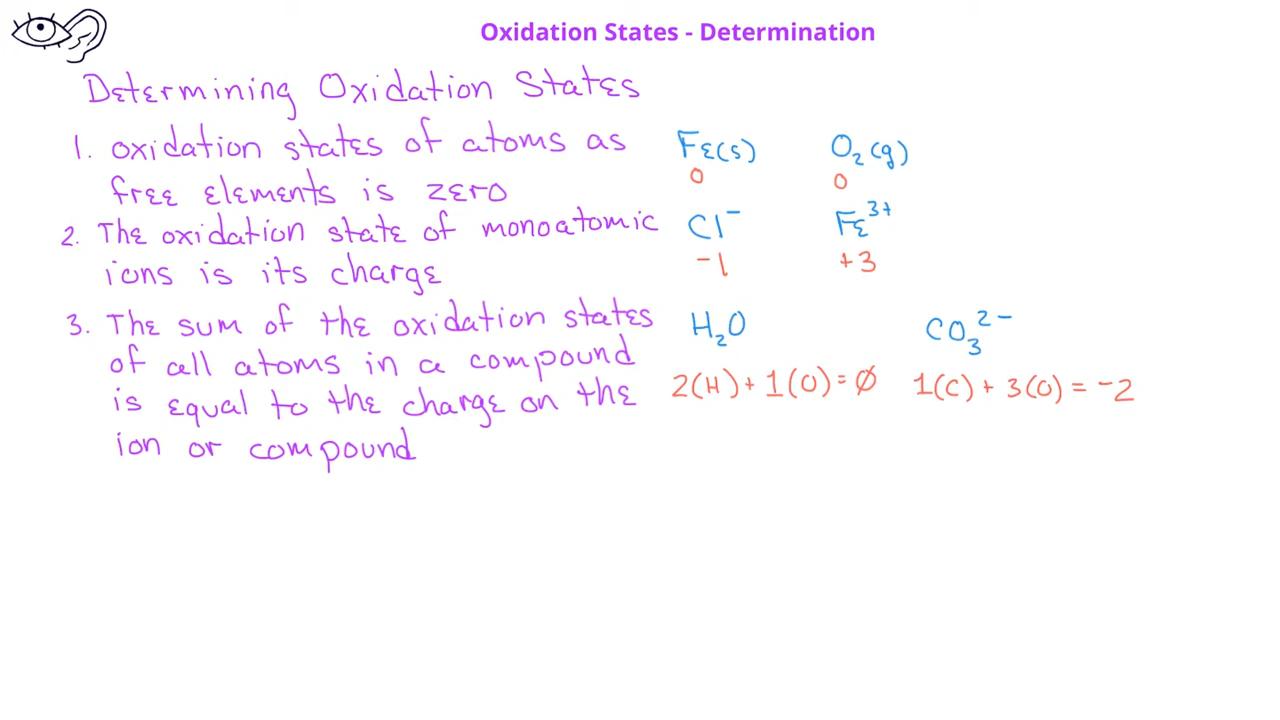 Oxidation States - Determination
Determining Oxidation States
1. oxidation states of atoms as
free elements is zero
Fe(s) O₂(g)
0 0
2. The oxidation state of monoatomic
ions is its charge
Cl⁻ Fe³⁺
-1 +3
3. The sum of the oxidation states
of all atoms in a compound
is equal to the charge on the
ion or compound
H₂O CO₃²⁻
2(H) + 1(O) = ∅ 1(C) + 3(O) = -2